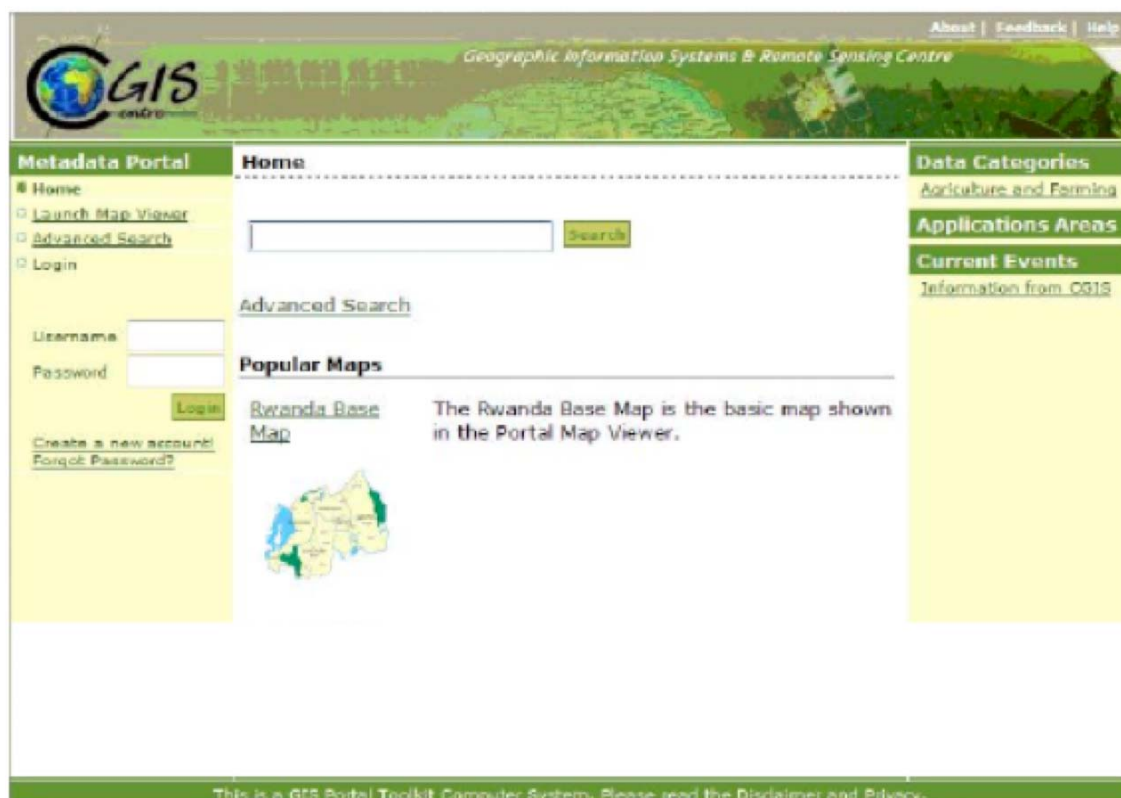 About | Feedback | Help
Geographic Information Systems & Remote Sensing Centre
CGIS
centre
Metadata Portal
Home
Launch Map Viewer
Advanced Search
Login
Username
Password
Login
Create a new account!
Forgot Password?
Home
Search
Advanced Search
Popular Maps
Rwanda Base
Map
The Rwanda Base Map is the basic map shown
in the Portal Map Viewer.
Data Categories
Agriculture and Farming
Applications Areas
Current Events
Information from CGIS
This is a GIS Portal Toolkit Computer System. Please read the Disclaimer and Privacy.